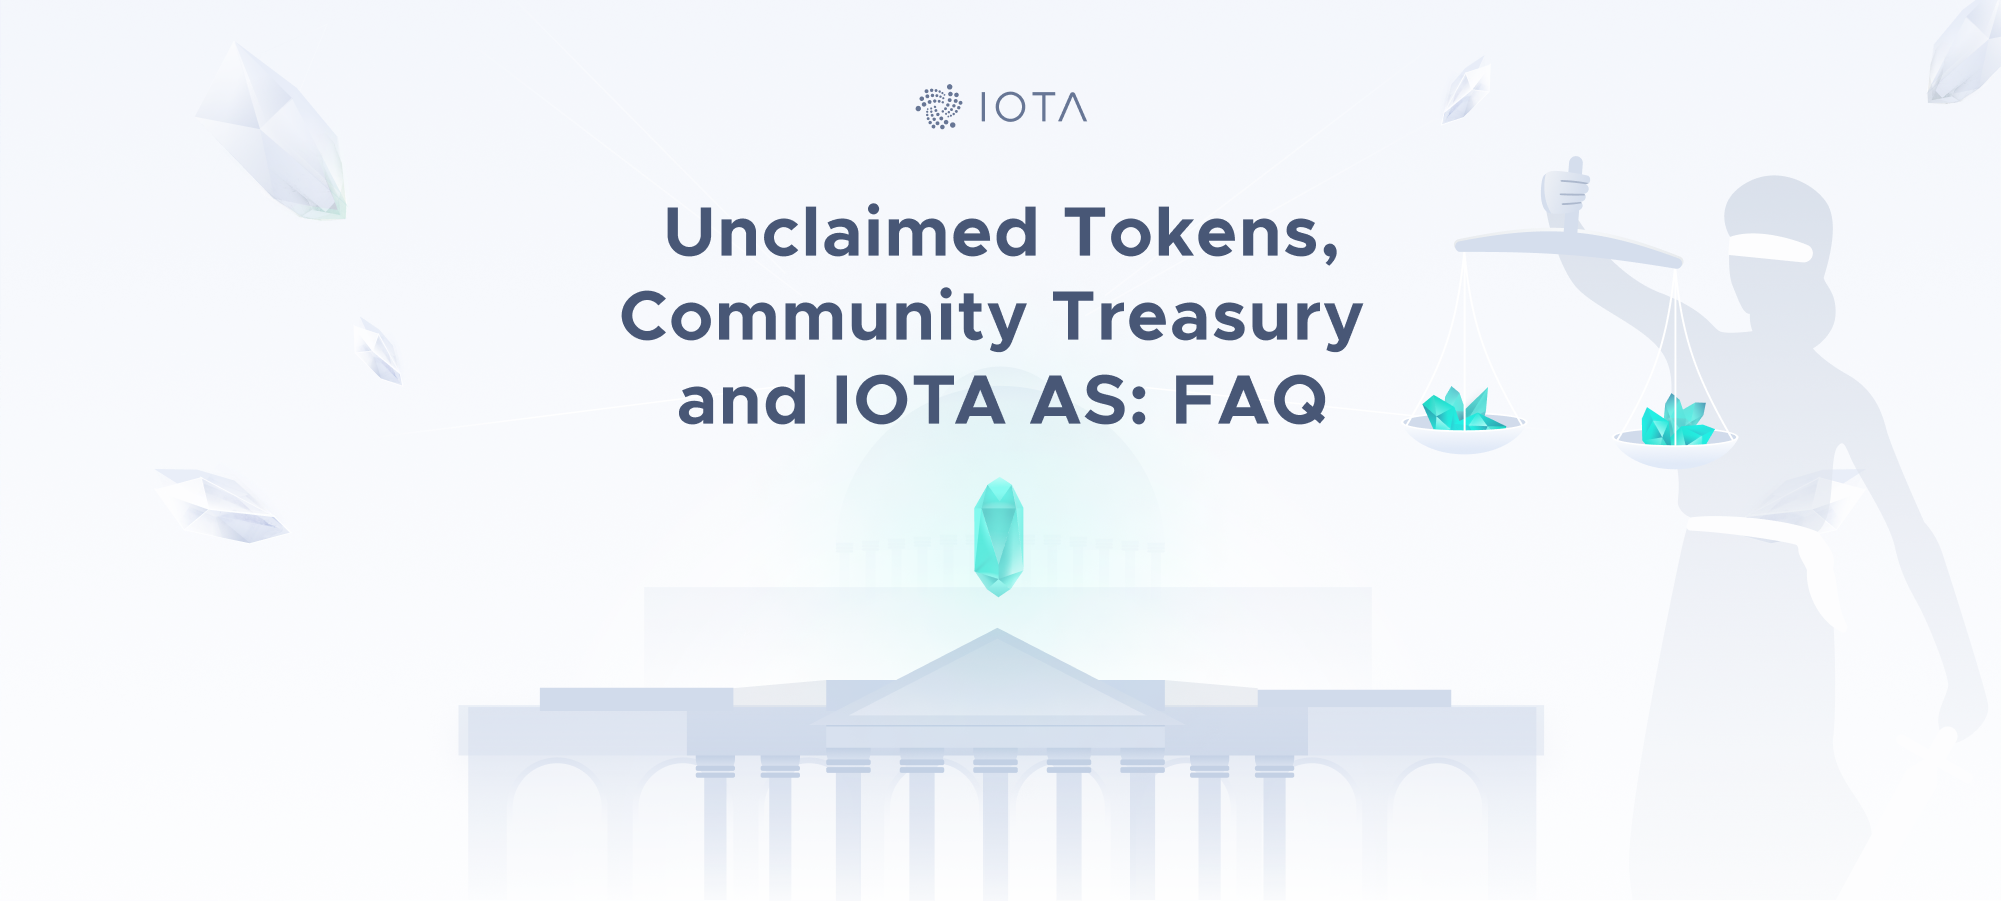 IOTA
Unclaimed Tokens,
Community Treasury
and IOTA AS: FAQ